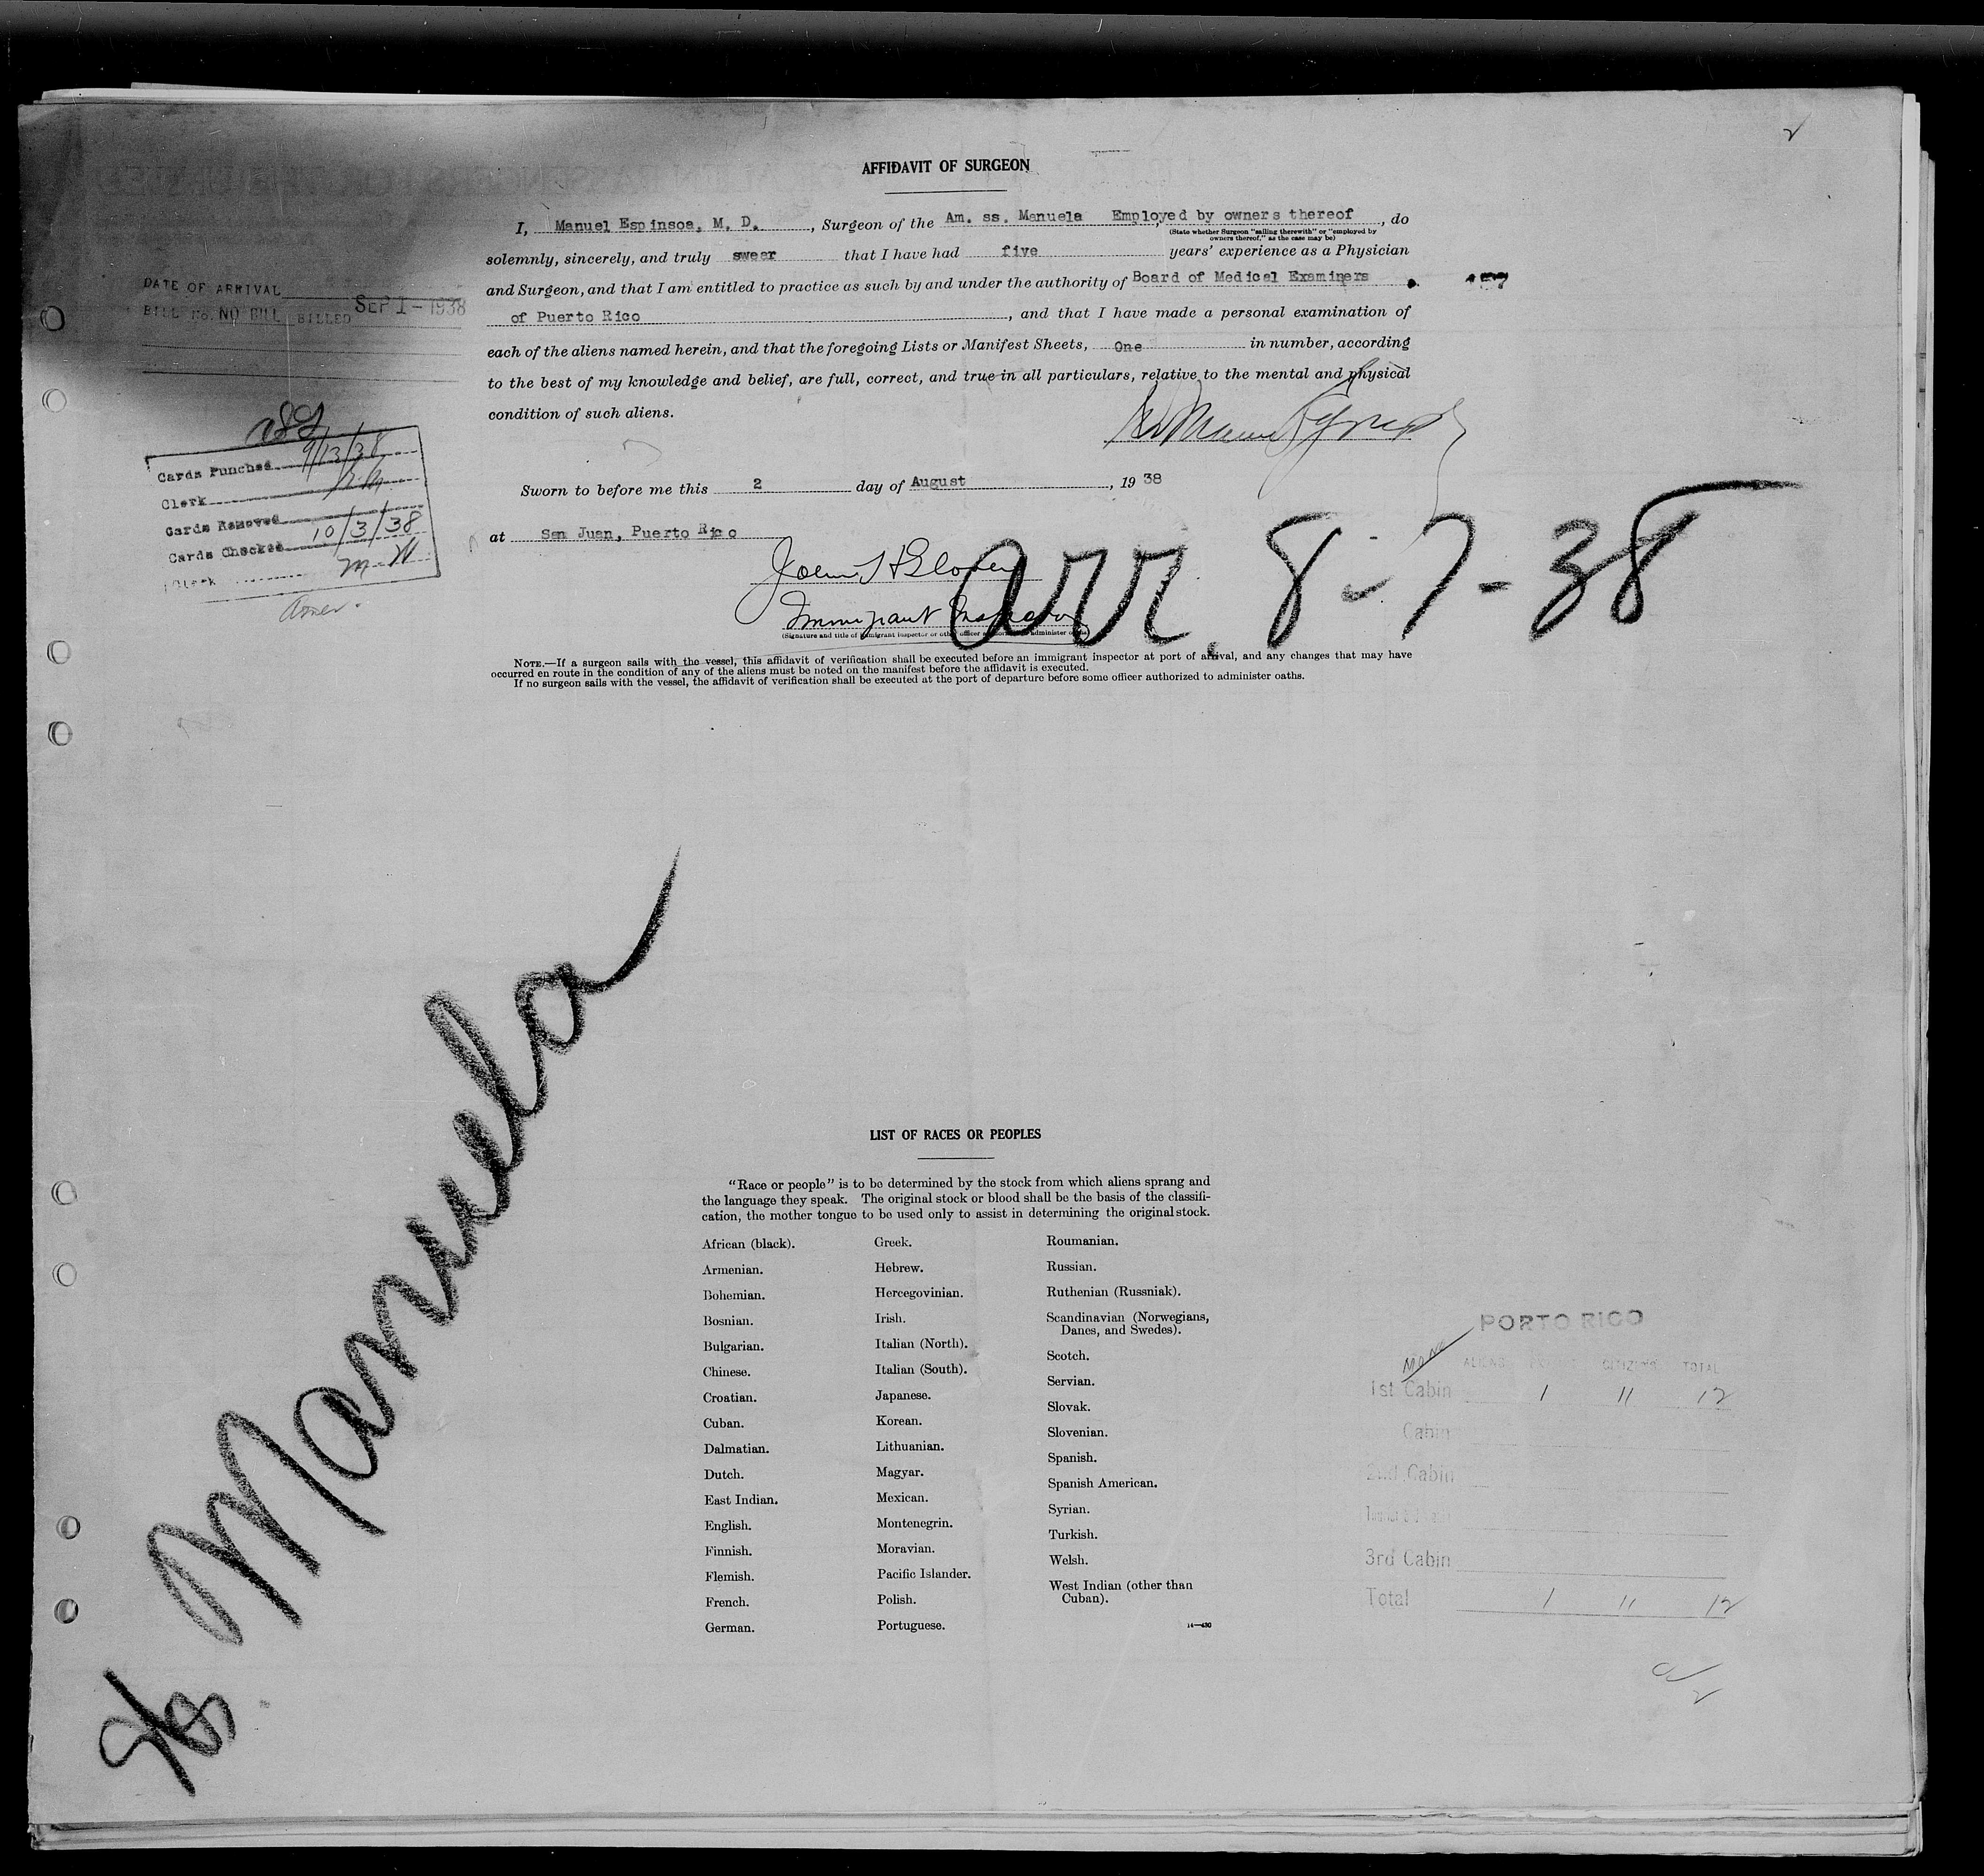 AFFIDAVIT OF SURGEON
I, Manuel Espinsoa, M. D. , Surgeon of the Am. ss. Manuela , Employed by owners thereof , do
(State whether Surgeon "sailing therewith" or "employed by
owners thereof," as the case may be)
solemnly, sincerely, and truly swear that I have had five years' experience as a Physician
and Surgeon, and that I am entitled to practice as such by and under the authority of Board of Medical Examiners
of Puerto Rico , and that I have made a personal examination of
each of the aliens named herein, and that the foregoing Lists or Manifest Sheets, One in number, according
to the best of my knowledge and belief, are full, correct, and true in all particulars, relative to the mental and physical
condition of such aliens.
DATE OF ARRIVAL
SEP 1 - 1938
BILL No. NO BILL BILLED
Cards Punched 9/13/38
Clerk
Cards Removed
Cards Checked 10/3/38
Clerk
Sworn to before me this 2 day of August , 19 38
at San Juan, Puerto Rico
Immigrant Inspector
(Signature and title of immigrant inspector or other officer authorized to administer oaths)
arr. 8-7-38
NOTE.—If a surgeon sails with the vessel, this affidavit of verification shall be executed before an immigrant inspector at port of arrival, and any changes that may have
occurred en route in the condition of any of the aliens must be noted on the manifest before the affidavit is executed.
If no surgeon sails with the vessel, the affidavit of verification shall be executed at the port of departure before some officer authorized to administer oaths.
Manuela
LIST OF RACES OR PEOPLES
"Race or people" is to be determined by the stock from which aliens sprang and
the language they speak. The original stock or blood shall be the basis of the classifi-
cation, the mother tongue to be used only to assist in determining the original stock.
African (black).
Armenian.
Bohemian.
Bosnian.
Bulgarian.
Chinese.
Croatian.
Cuban.
Dalmatian.
Dutch.
East Indian.
English.
Finnish.
Flemish.
French.
German.
Greek.
Hebrew.
Hercegovinian.
Irish.
Italian (North).
Italian (South).
Japanese.
Korean.
Lithuanian.
Magyar.
Mexican.
Montenegrin.
Moravian.
Pacific Islander.
Polish.
Portuguese.
Roumanian.
Russian.
Ruthenian (Russniak).
Scandinavian (Norwegians,
Danes, and Swedes).
Scotch.
Servian.
Slovak.
Slovenian.
Spanish.
Spanish American.
Syrian.
Turkish.
Welsh.
West Indian (other than
Cuban).
14—430
PORTO RICO
ALIENS CITIZENS TOTAL
1st Cabin 1 11 12
Cabin
2nd Cabin
3rd Cabin
Total 1 11 12